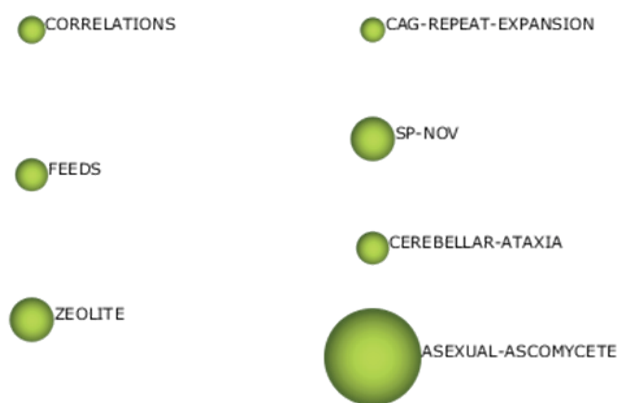 CORRELATIONS
FEEDS
ZEOLITE
CAG-REPEAT-EXPANSION
SP-NOV
CEREBELLAR-ATAXIA
ASEXUAL-ASCOMYCETE